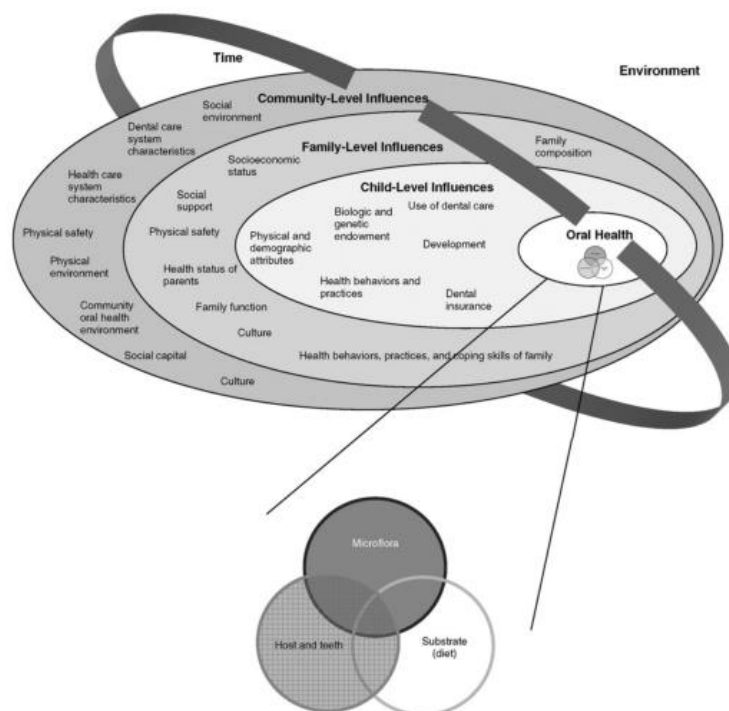 Time
Environment
Community-Level Influences
Social
environment
Dental care
system
characteristics
Health care
system
characteristics
Physical safety
Physical
environment
Community
oral health
environment
Social capital
Culture
Family-Level Influences
Family
composition
Socioeconomic
status
Social
support
Physical safety
Health status of
parents
Family function
Culture
Health behaviors, practices, and coping skills of family
Child-Level Influences
Biologic and
genetic
endowment
Use of dental care
Physical and
demographic
attributes
Development
Health behaviors and
practices
Dental
insurance
Oral Health
Microflora
Host and teeth
Substrate
(diet)